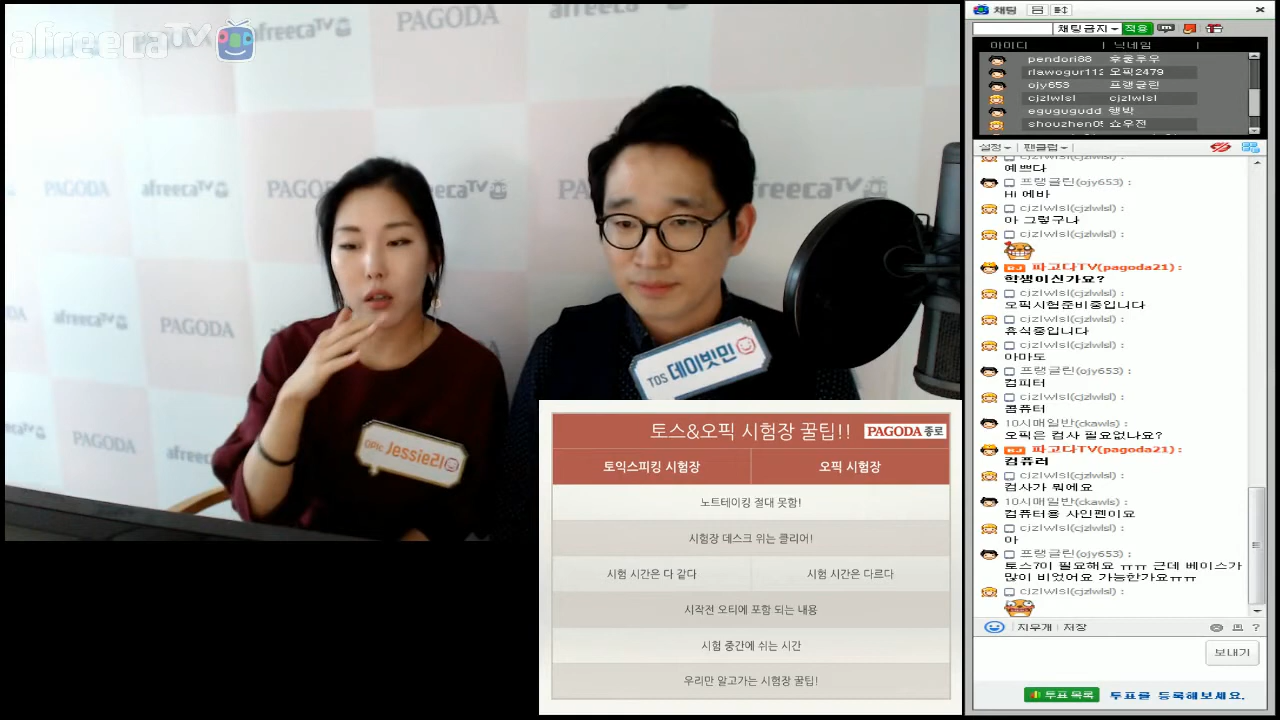 afreecaTV
PAGODA
afreecaTV
PAGODA
afreecaTV
afreecaTV
PAGODA
afreecaTV
PAGODA
PAGODA
TOS 데이빗민
OPIC Jessie리
토스&오픽 시험장 꿀팁!!
PAGODA 종로
토익스피킹 시험장
오픽 시험장
노트테이킹 절대 못함!
시험장 데스크 위는 클리어!
시험 시간은 다 같다
시험 시간은 다르다
시작전 오티에 포함 되는 내용
시험 중간에 쉬는 시간
우리만 알고가는 시험장 꿀팁!
채팅
채팅금지
적용
아이디
닉네임
pendori88
rlawogur112 오픽2479
ojy653 프랭클린
cjzlwlsl cjzlwlsl
egugugudd 행박
shouzhen05 쇼우전
설정
팬클럽
예쁘다
프랭클린(ojy653) :
Hi 에바
cjzlwlsl(cjzlwlsl) :
아 그렇구나
cjzlwlsl(cjzlwlsl) :
BJ 파고다TV(pagoda21) :
학생이신가요?
cjzlwlsl(cjzlwlsl) :
오픽시험준비중입니다
cjzlwlsl(cjzlwlsl) :
휴식중입니다
cjzlwlsl(cjzlwlsl) :
아마도
프랭클린(ojy653) :
컴피터
cjzlwlsl(cjzlwlsl) :
콤퓨터
10시매일반(ckawls) :
오픽은 컴사 필요없나요?
BJ 파고다TV(pagoda21) :
컴퓨러
cjzlwlsl(cjzlwlsl) :
컴사가 뭐에요
10시매일반(ckawls) :
컴퓨터용 사인펜이요
cjzlwlsl(cjzlwlsl) :
아
프랭클린(ojy653) :
토스7이 필요해요 ㅠㅠ 근데 베이스가
많이 비었어요 가능한가요ㅠㅠ
cjzlwlsl(cjzlwlsl) :
지우개
저장
보내기
투표 목록
투표를 등록해보세요.